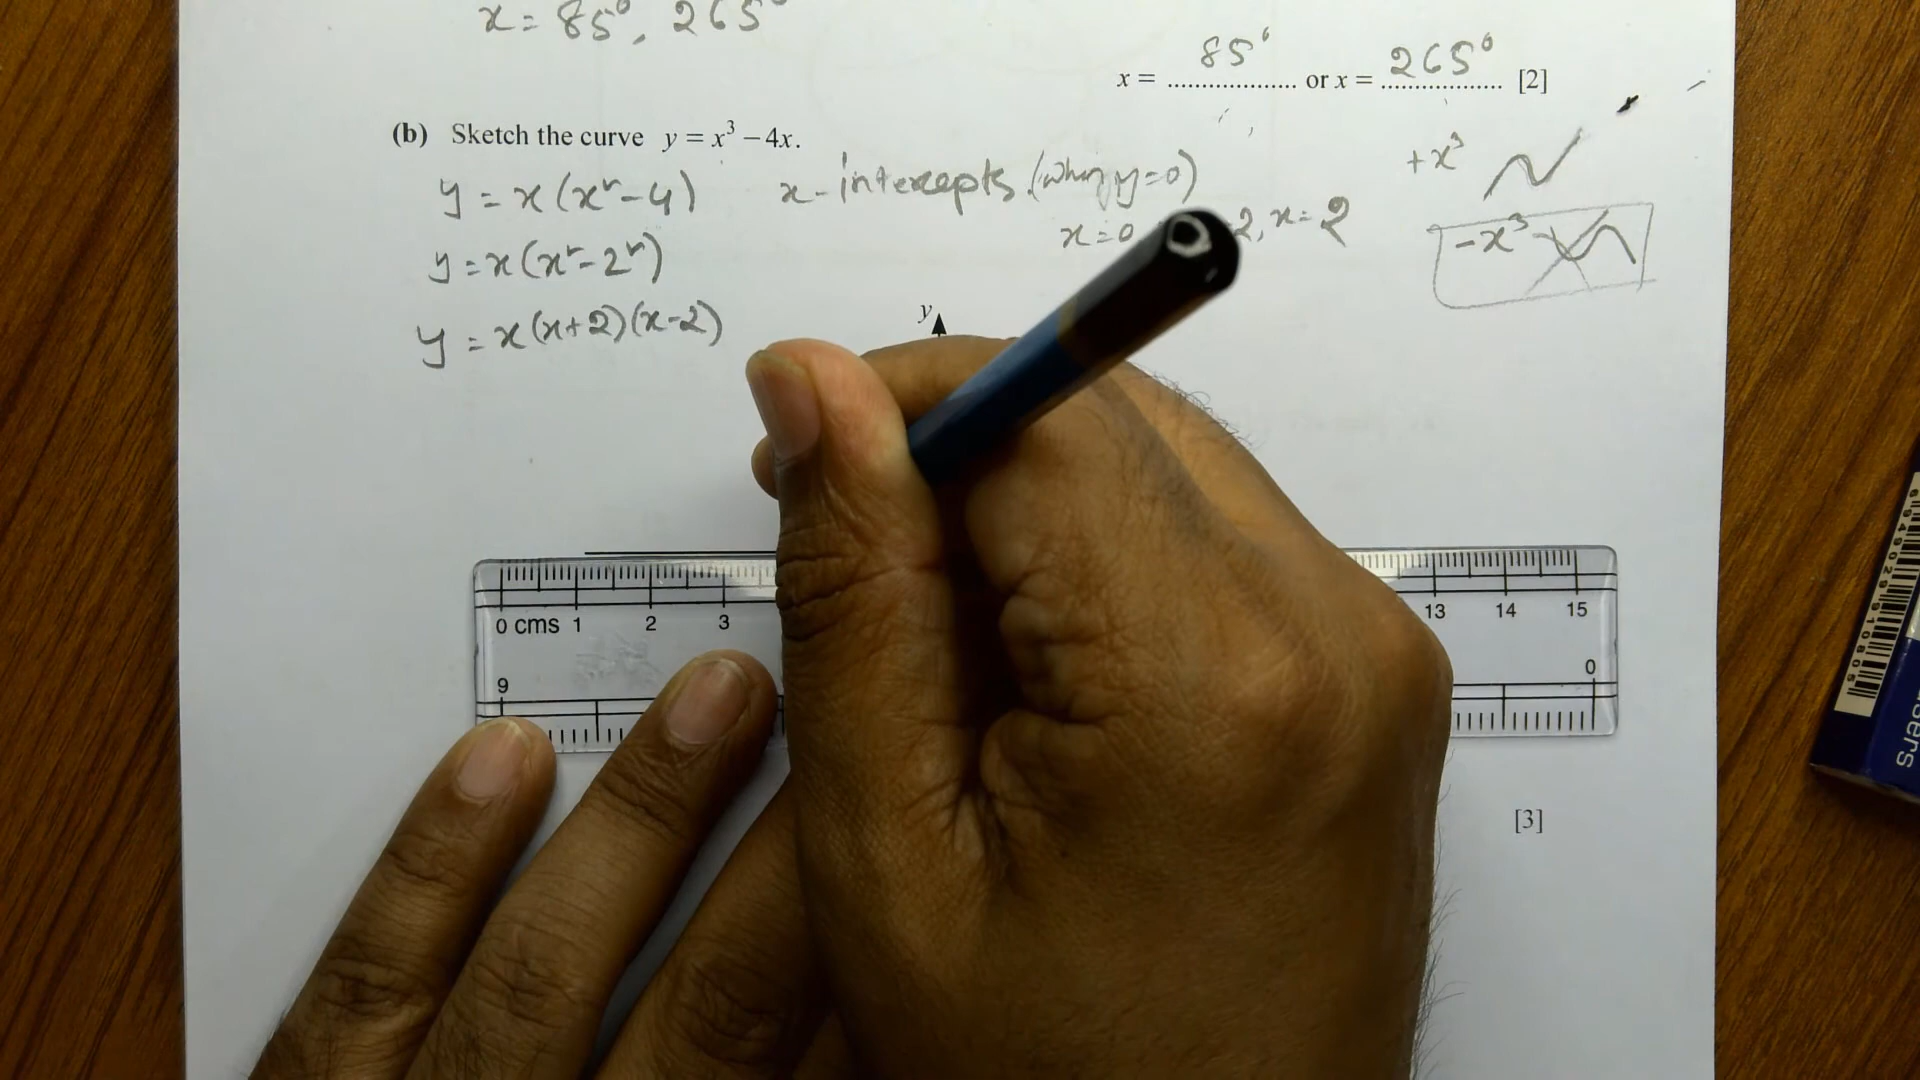 x = 85°, 265°
85° 265°
x = .................. or x = .................. [2]
(b) Sketch the curve y = x³ – 4x.
y = x(x² - 4) x-intercepts (when y=0) +x³
x=0 2, x = 2 -x³
y = x(x² - 2²)
y = x(x+2)(x-2)
y
0 cms 1 2 3 13 14 15
9 0
[3]